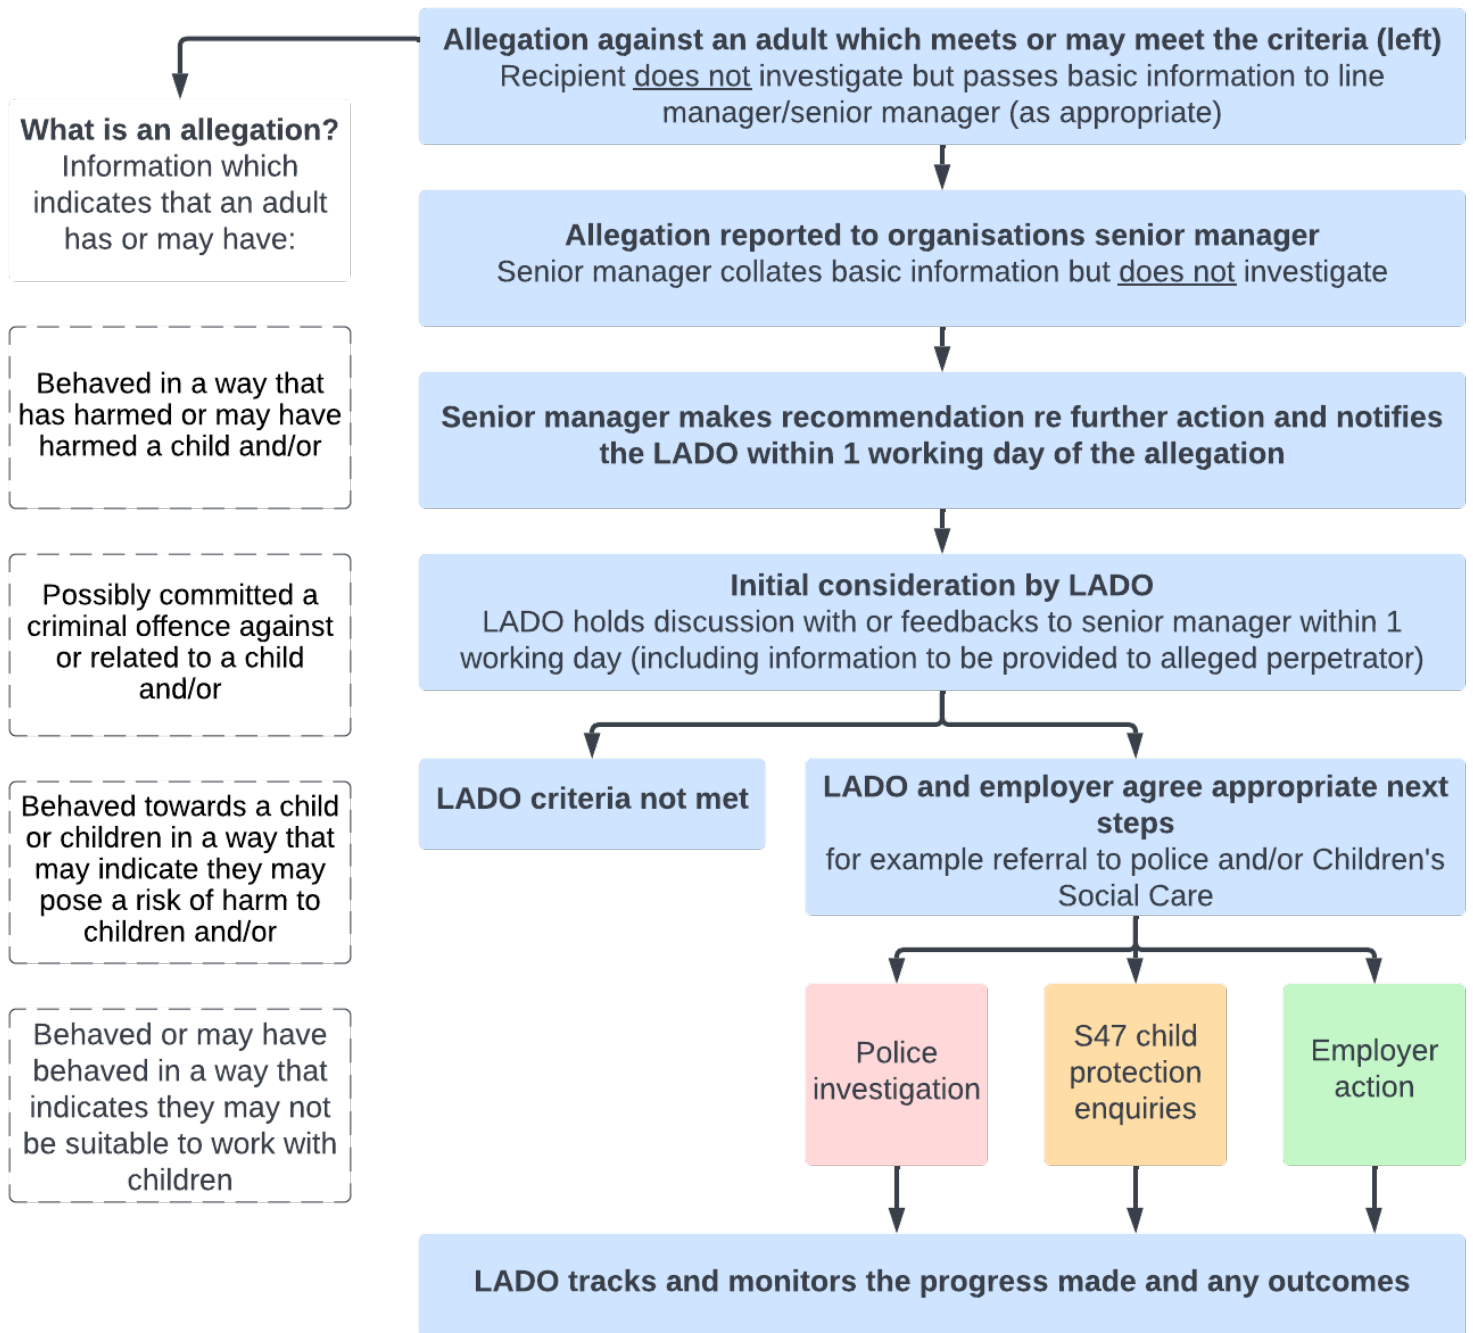 Allegation against an adult which meets or may meet the criteria (left)
Recipient does not investigate but passes basic information to line
manager/senior manager (as appropriate)
What is an allegation?
Information which
indicates that an adult
has or may have:
Behaved in a way that
has harmed or may have
harmed a child and/or
Possibly committed a
criminal offence against
or related to a child
and/or
Behaved towards a child
or children in a way that
may indicate they may
pose a risk of harm to
children and/or
Behaved or may have
behaved in a way that
indicates they may not
be suitable to work with
children
Allegation reported to organisations senior manager
Senior manager collates basic information but does not investigate
Senior manager makes recommendation re further action and notifies
the LADO within 1 working day of the allegation
Initial consideration by LADO
LADO holds discussion with or feedbacks to senior manager within 1
working day (including information to be provided to alleged perpetrator)
LADO criteria not met
LADO and employer agree appropriate next
steps
for example referral to police and/or Children's
Social Care
Police
investigation
S47 child
protection
enquiries
Employer
action
LADO tracks and monitors the progress made and any outcomes